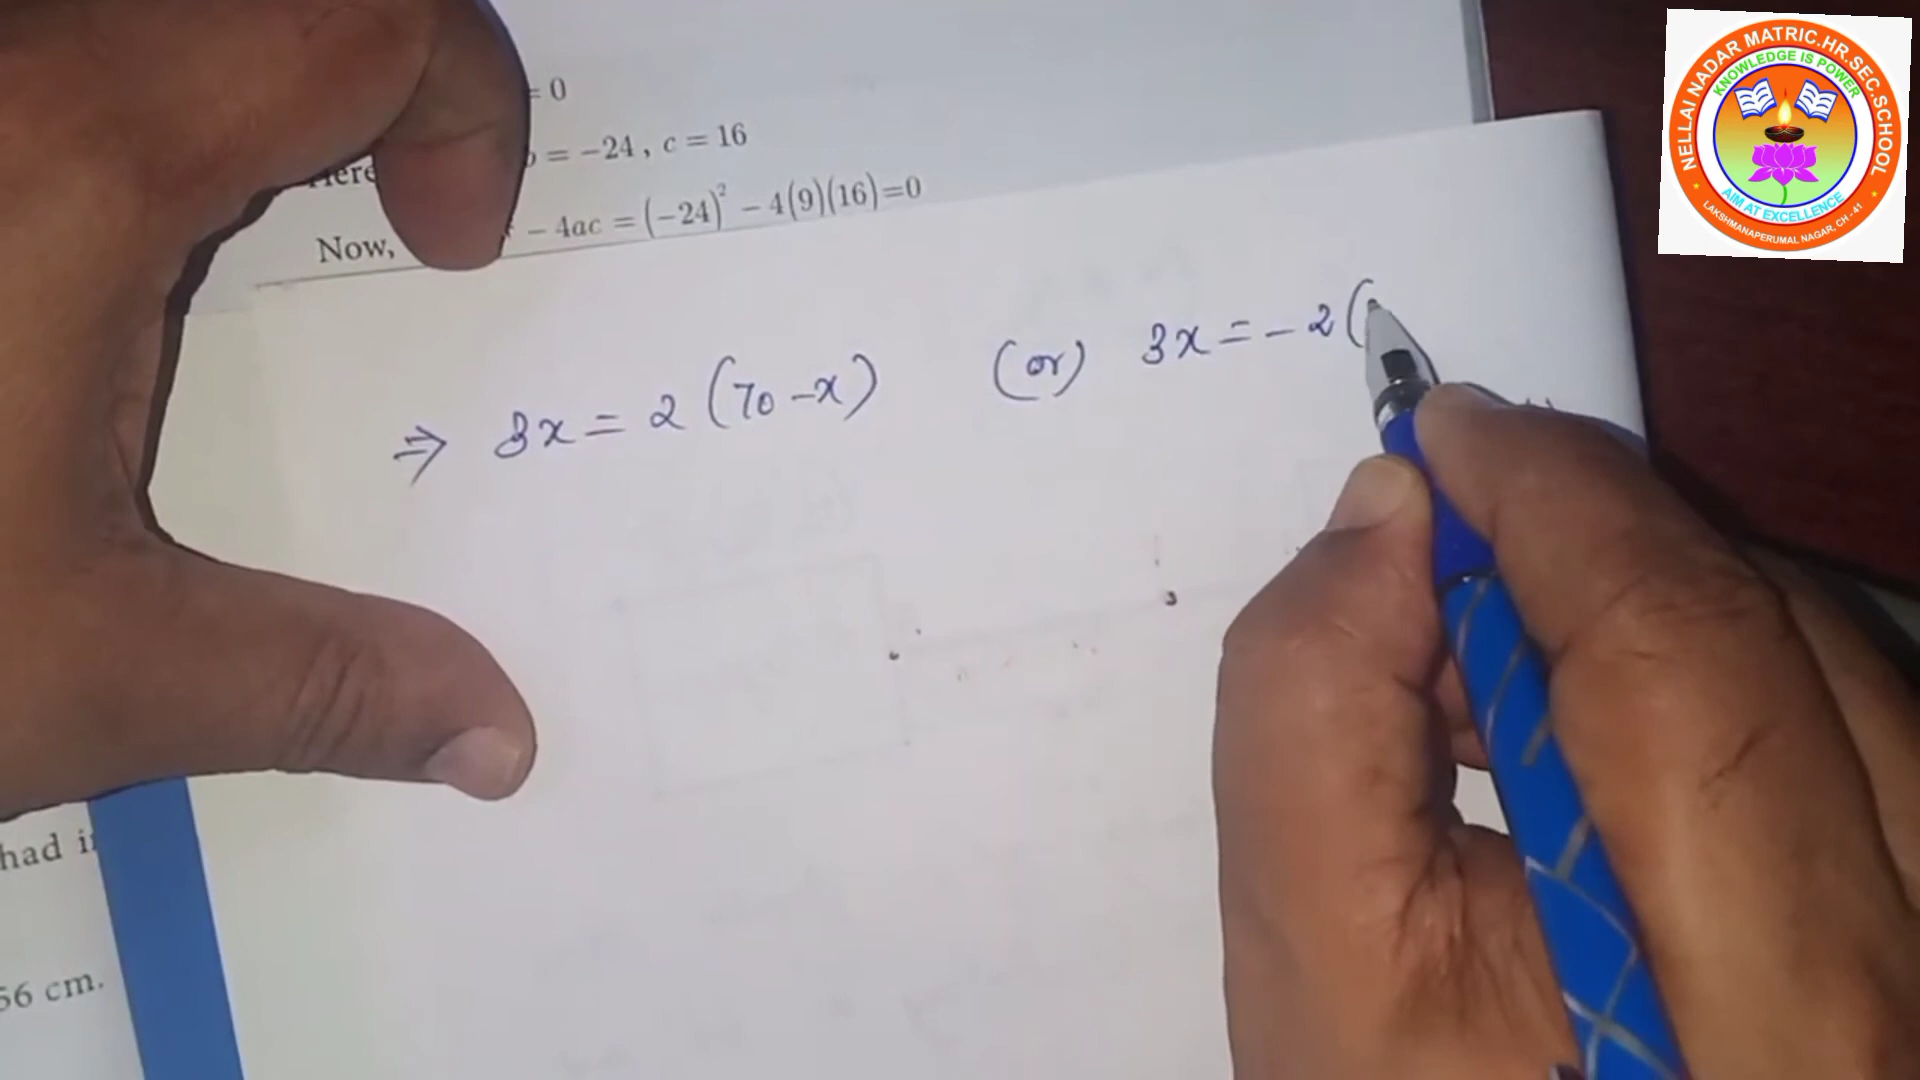 = 0
Here = −24 , c = 16
Now, − 4ac = (−24)² − 4(9)(16)=0
⇒ 3x = 2 (70 − x) (or) 3x = − 2 (
had i
56 cm.
NELLAI NADAR MATRIC.HR.SEC.SCHOOL
KNOWLEDGE IS POWER
AIM AT EXCELLENCE
LAKSHMANAPERUMAL NAGAR, CH - 41